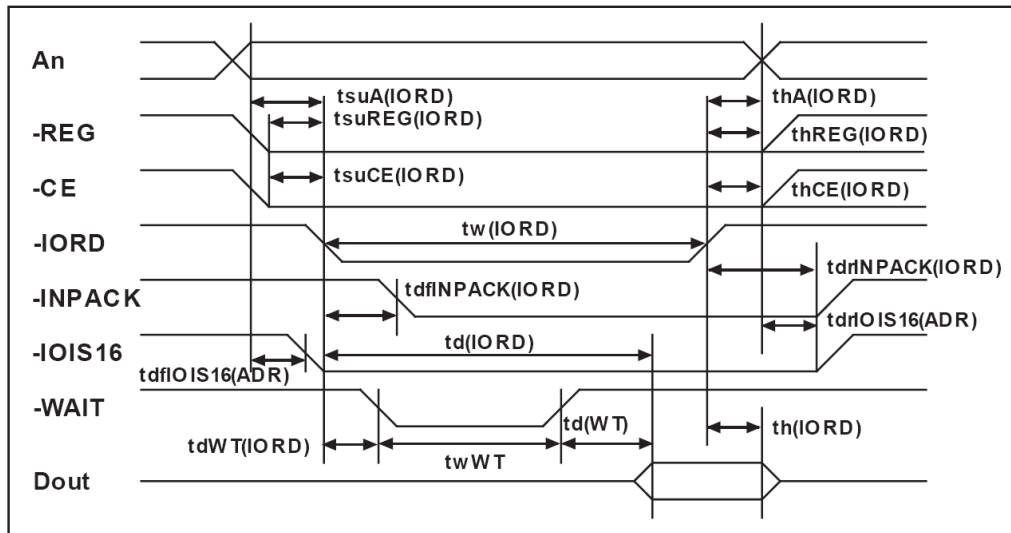 An
tsuA(IORD)
thA(IORD)
tsuREG(IORD)
-REG
thREG(IORD)
tsuCE(IORD)
-CE
thCE(IORD)
tw(IORD)
-IORD
tdrINPACK(IORD)
tdfINPACK(IORD)
-INPACK
tdrIOIS16(ADR)
td(IORD)
-IOIS16
tdfIOIS16(ADR)
-WAIT
td(WT)
th(IORD)
tdWT(IORD)
twWT
Dout